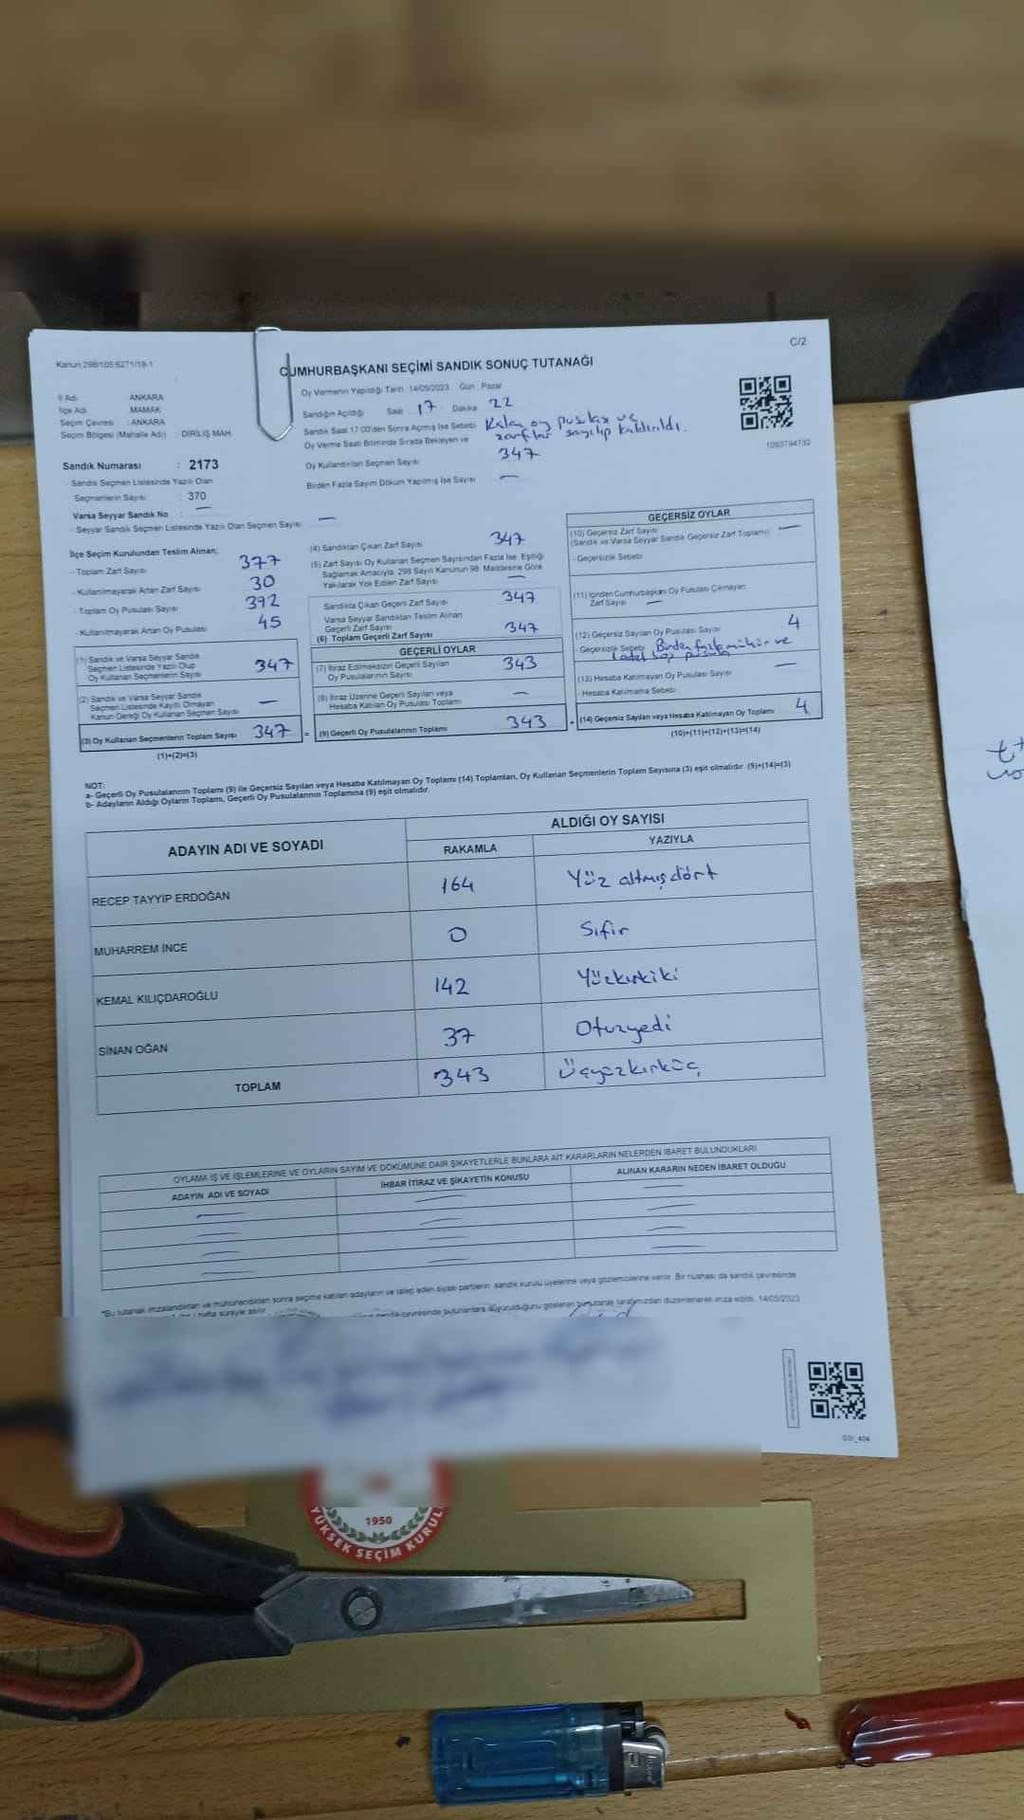 C/2
Kanun 298/105 6271/18-1
CUMHURBAŞKANI SEÇİMİ SANDIK SONUÇ TUTANAĞI
Oy Vermenin Yapıldığı Tarih :14/05/2023 Gün : Pazar
İl Adı ANKARA
İlçe Adı MAMAK
Seçim Çevresi : ANKARA
Seçim Bölgesi (Mahalle Adı) : DİRİLİŞ MAH.
Sandığın Açıldığı Saat 17 Dakika 22
Sandık Saat 17:00'den Sonra Açılmış İse Sebebi Kalan oy pusulası ve
zarflar sayılıp kaldırıldı.
Oy Verme Saati Bitiminde Sırada Bekleyen ve
Oy Kullandırılan Seçmen Sayısı 347
Birden Fazla Sayım Döküm Yapılmış İse Sayısı —
1093794732
Sandık Numarası : 2173
Sandık Seçmen Listesinde Yazılı Olan
Seçmenlerin Sayısı 370
Varsa Seyyar Sandık No —
- Seyyar Sandık Seçmen Listesinde Yazılı Olan Seçmen Sayısı —
İlçe Seçim Kurulundan Teslim Alınan,
- Toplam Zarf Sayısı 377
- Kullanılmayarak Artan Zarf Sayısı 30
- Toplam Oy Pusulası Sayısı 392
- Kullanılmayarak Artan Oy Pusulası 45
(1) Sandık ve Varsa Seyyar Sandık
Seçmen Listesinde Yazılı Olup
Oy Kullanan Seçmenlerin Sayısı 347
(2) Sandık ve Varsa Seyyar Sandık
Seçmen Listesinde Kayıtlı Olmayan
Kanun Gereği Oy Kullanan Seçmen Sayısı —
(3) Oy Kullanan Seçmenlerin Toplam Sayısı 347
(1)+(2)=(3)
(4) Sandıktan Çıkan Zarf Sayısı 347
(5) Zarf Sayısı Oy Kullanan Seçmen Sayısından Fazla İse, Eşitliği
Sağlamak Amacıyla, 298 Sayılı Kanunun 98. Maddesine Göre
Yakılarak Yok Edilen Zarf Sayısı —
Sandıkta Çıkan Geçerli Zarf Sayısı 347
Varsa Seyyar Sandıktan Teslim Alınan
Geçerli Zarf Sayısı
(6) Toplam Geçerli Zarf Sayısı 347
GEÇERLİ OYLAR
(7) İtiraz Edilmeksizin Geçerli Sayılan
Oy Pusulalarının Sayısı 343
(8) İtiraz Üzerine Geçerli Sayılan veya
Hesaba Katılan Oy Pusulası Toplamı —
(9) Geçerli Oy Pusulalarının Toplamı 343
GEÇERSİZ OYLAR
(10) Geçersiz Zarf Sayısı
(Sandık ve Varsa Seyyar Sandık Geçersiz Zarf Toplamı) —
- Geçersizlik Sebebi
(11) İçinden Cumhurbaşkanı Oy Pusulası Çıkmayan
Zarf Sayısı —
(12) Geçersiz Sayılan Oy Pusulası Sayısı 4
- Geçersizlik Sebebi Birden fazla mühür ve
1 adet boş pusula
(13) Hesaba Katılmayan Oy Pusulası Sayısı —
- Hesaba Katılmama Sebebi
(14) Geçersiz Sayılan veya Hesaba Katılmayan Oy Toplamı 4
(10)+(11)+(12)+(13)=(14)
NOT:
a- Geçerli Oy Pusulalarının Toplamı (9) ile Geçersiz Sayılan veya Hesaba Katılmayan Oy Toplamı (14) Toplamları, Oy Kullanan Seçmenlerin Toplam Sayısına (3) eşit olmalıdır. (9)+(14)=(3)
b- Adayların Aldığı Oyların Toplamı, Geçerli Oy Pusulalarının Toplamına (9) eşit olmalıdır.
ADAYIN ADI VE SOYADI ALDIĞI OY SAYISI
RAKAMLA YAZIYLA
RECEP TAYYİP ERDOĞAN 164 Yüz altmışdört
MUHARREM İNCE 0 Sıfır
KEMAL KILIÇDAROĞLU 142 Yüzkırkiki
SİNAN OĞAN 37 Otuzyedi
TOPLAM 343 Üçyüzkırküç
OYLAMA İŞ VE İŞLEMLERİNE VE OYLARIN SAYIM VE DÖKÜMÜNE DAİR ŞİKAYETLERLE BUNLARA AİT KARARLARIN NELERDEN İBARET BULUNDUKLARI
ADAYIN ADI VE SOYADI İHBAR İTİRAZ VE ŞİKAYETİN KONUSU ALINAN KARARIN NEDEN İBARET OLDUĞU
*Bu tutanak imzalandıktan ve mühürlendikten sonra seçime katılan adayların ve talep eden siyasi partilerin sandık kurulu üyelerine veya gözlemcilerine verilir. Bir nüshası da sandık çevresinde
1950
YÜKSEK SEÇİM KURULU